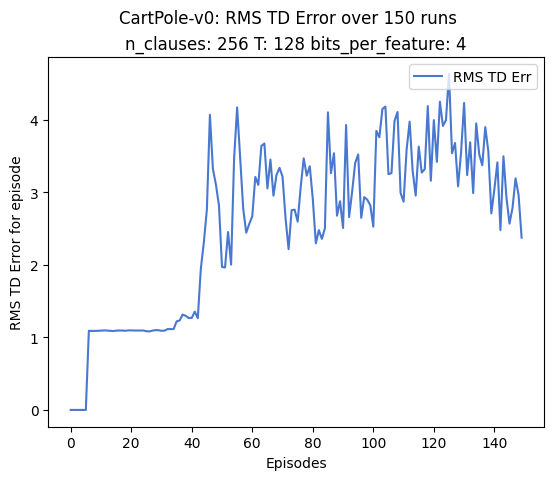 CartPole-v0: RMS TD Error over 150 runs
n_clauses: 256 T: 128 bits_per_feature: 4
RMS TD Err
RMS TD Error for episode
4
3
2
1
0
0 20 40 60 80 100 120 140
Episodes